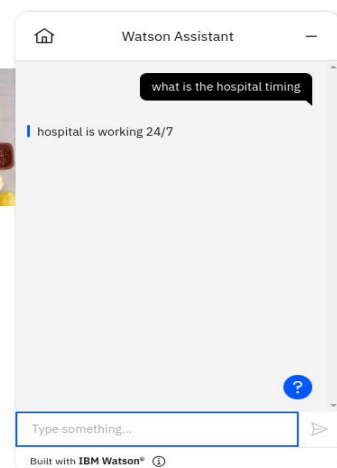 Watson Assistant
what is the hospital timing
hospital is working 24/7
?
Type something...
Built with IBM Watson®